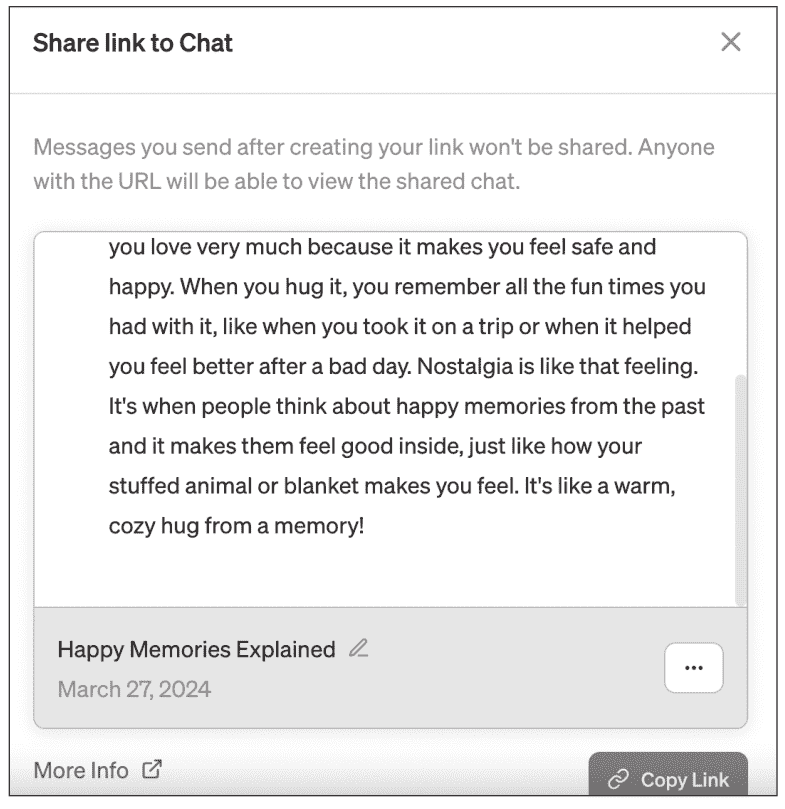 Share link to Chat
Messages you send after creating your link won't be shared. Anyone
with the URL will be able to view the shared chat.
you love very much because it makes you feel safe and
happy. When you hug it, you remember all the fun times you
had with it, like when you took it on a trip or when it helped
you feel better after a bad day. Nostalgia is like that feeling.
It's when people think about happy memories from the past
and it makes them feel good inside, just like how your
stuffed animal or blanket makes you feel. It's like a warm,
cozy hug from a memory!
Happy Memories Explained
March 27, 2024
More Info
Copy Link